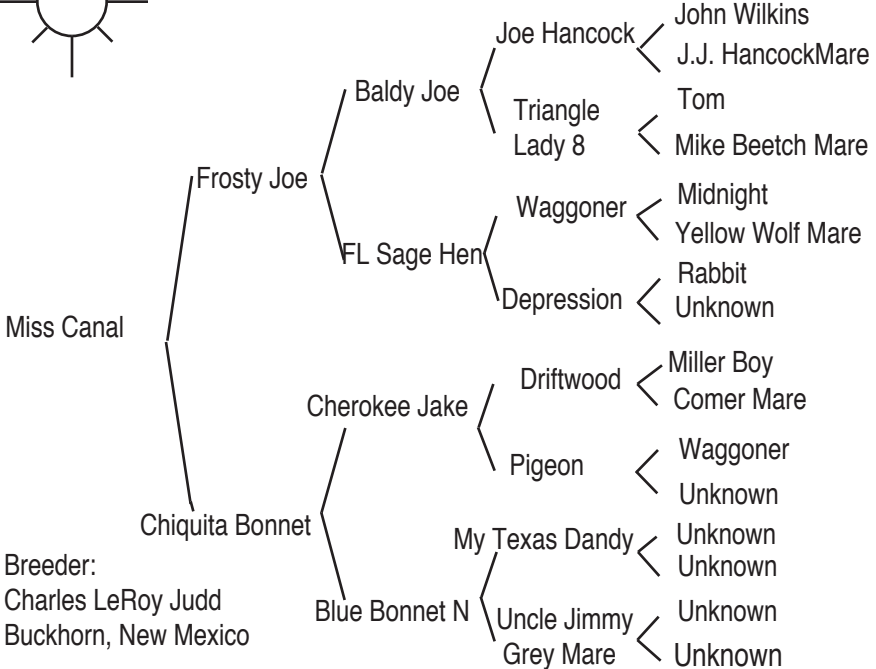 John Wilkins
Joe Hancock
J.J. HancockMare
Baldy Joe
Tom
Triangle
Lady 8
Mike Beetch Mare
Frosty Joe
Midnight
Waggoner
Yellow Wolf Mare
FL Sage Hen
Rabbit
Depression
Unknown
Miss Canal
Miller Boy
Driftwood
Comer Mare
Cherokee Jake
Waggoner
Pigeon
Unknown
Chiquita Bonnet
Unknown
My Texas Dandy
Unknown
Blue Bonnet N
Unknown
Uncle Jimmy
Grey Mare
Unknown
Breeder:
Charles LeRoy Judd
Buckhorn, New Mexico